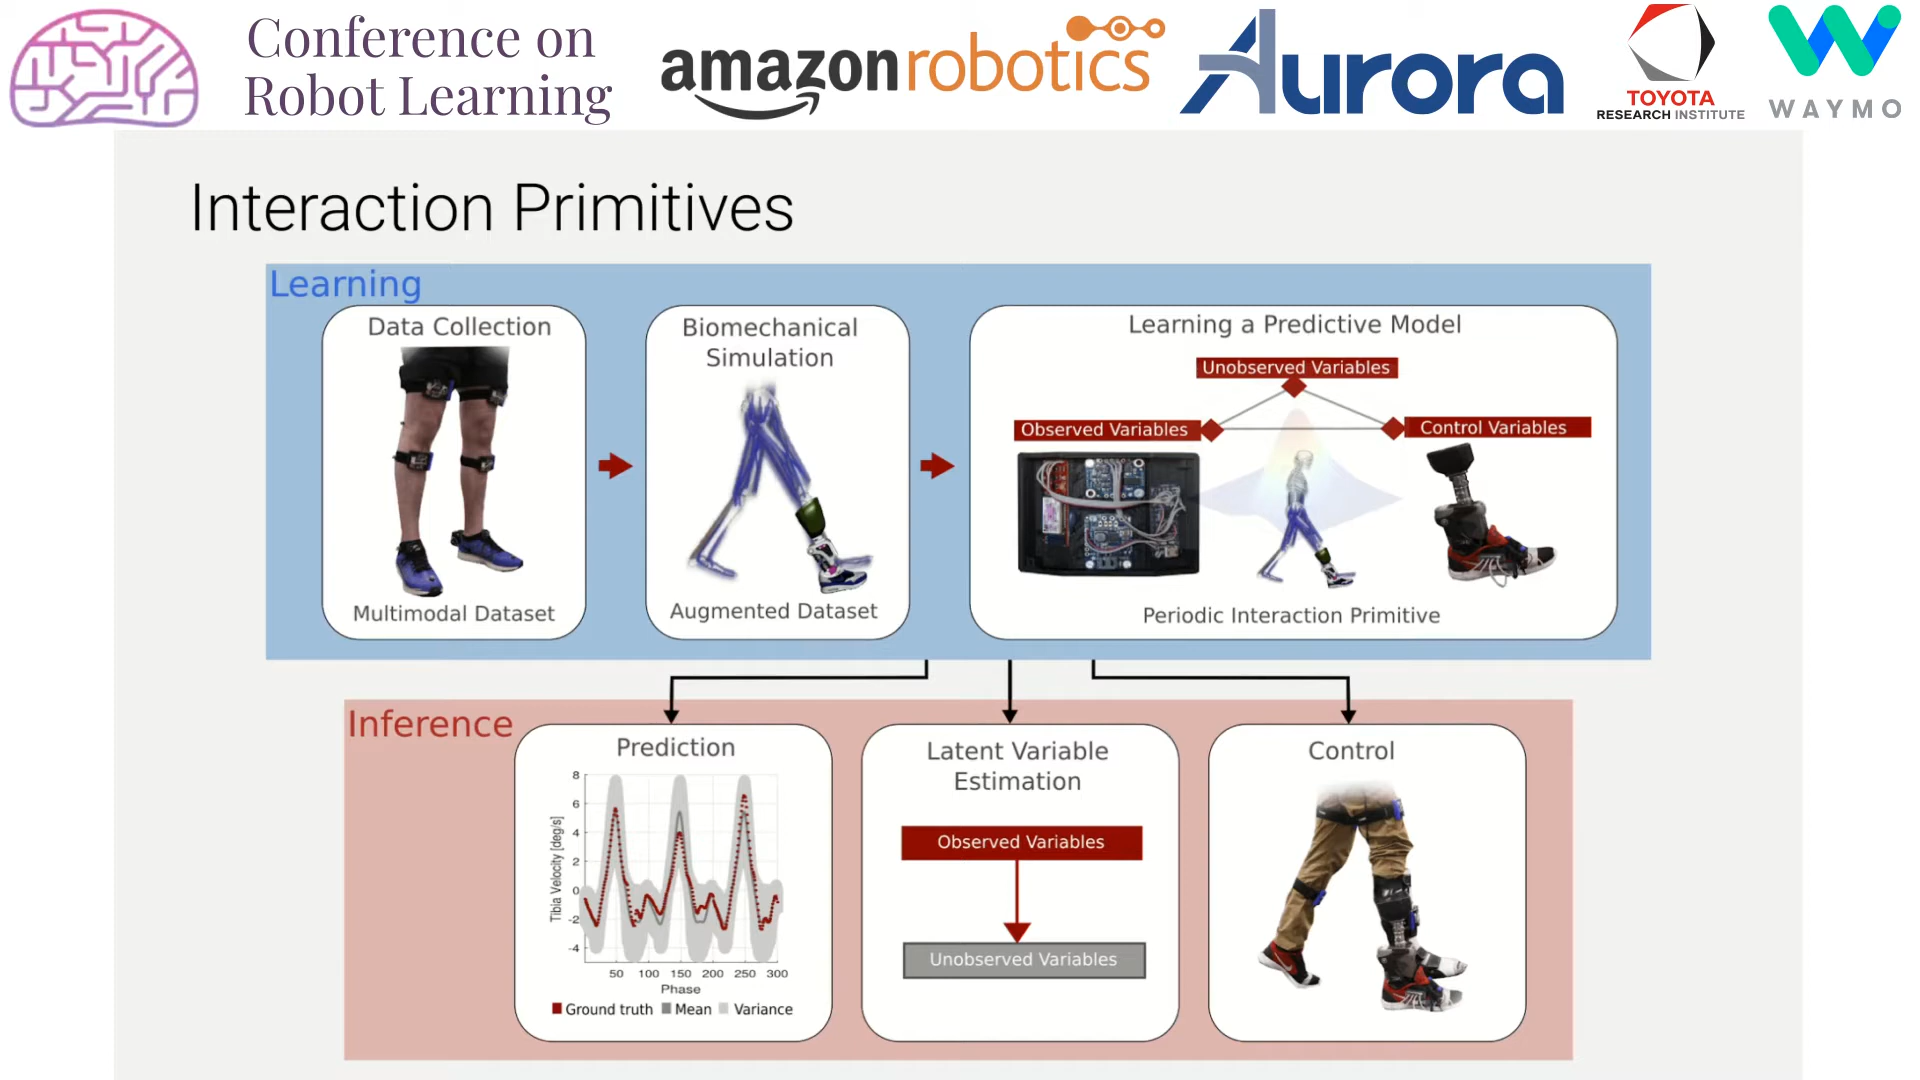 Conference on
Robot Learning
amazon robotics
Aurora
TOYOTA
RESEARCH INSTITUTE
WAYMO
Interaction Primitives
Learning
Data Collection
Multimodal Dataset
Biomechanical
Simulation
Augmented Dataset
Learning a Predictive Model
Unobserved Variables
Observed Variables
Control Variables
Periodic Interaction Primitive
Inference
Prediction
Tibia Velocity [deg/s]
8
6
4
2
0
-2
-4
50 100 150 200 250 300
Phase
Ground truth Mean Variance
Latent Variable
Estimation
Observed Variables
Unobserved Variables
Control